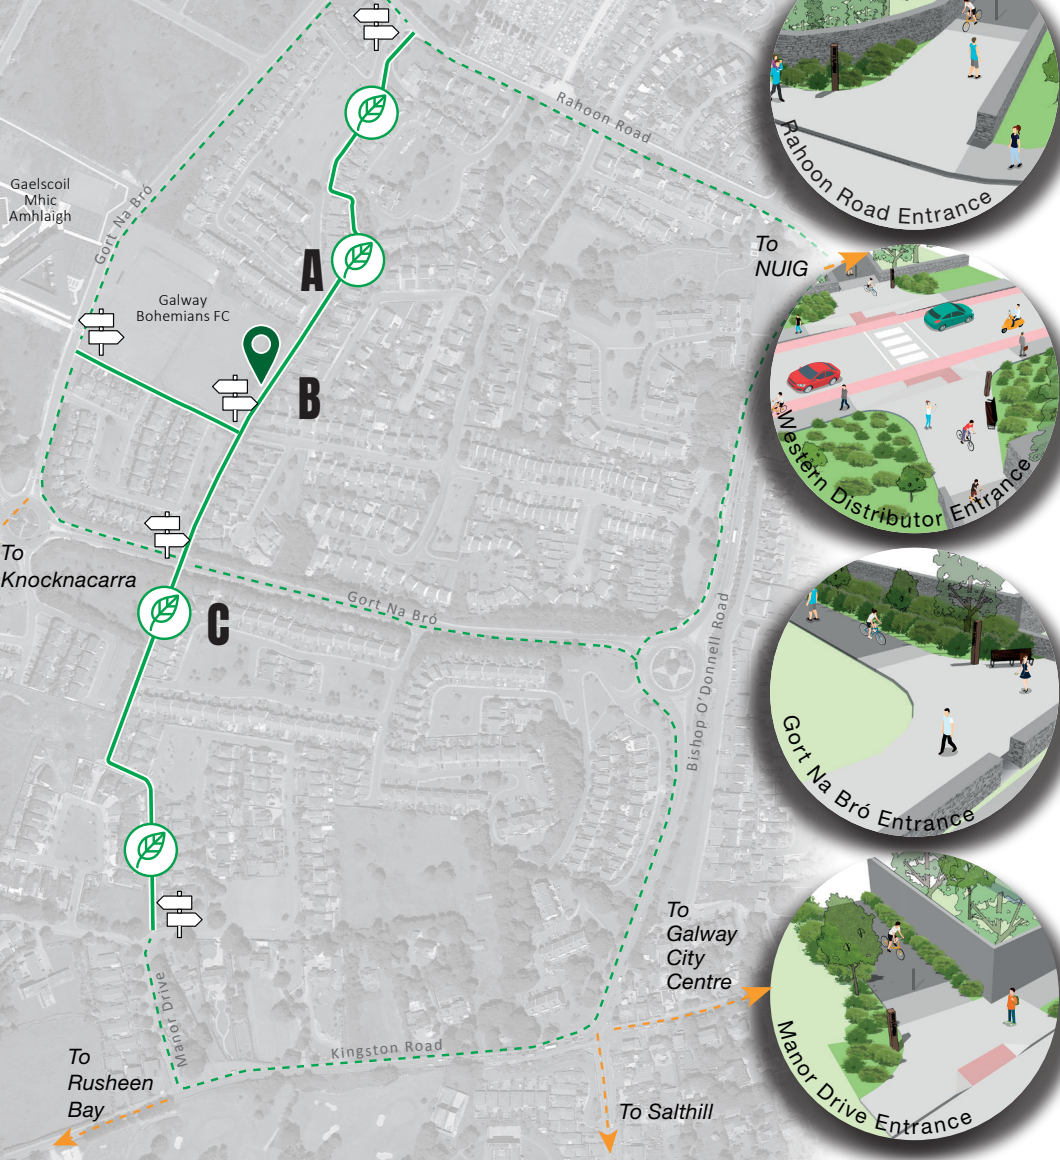 Rahoon Road
Rahoon Road Entrance
Gaelscoil
Mhic
Amhlaigh
Gort Na Bró
To
NUIG
A
Galway
Bohemians FC
B
Western Distributor Entrance
To
Knocknacarra
C
Gort Na Bró
Bishop O'Donnell Road
Gort Na Bró Entrance
To
Galway
City
Centre
Manor Drive
Kingston Road
To
Rusheen
Bay
To Salthill
Manor Drive Entrance